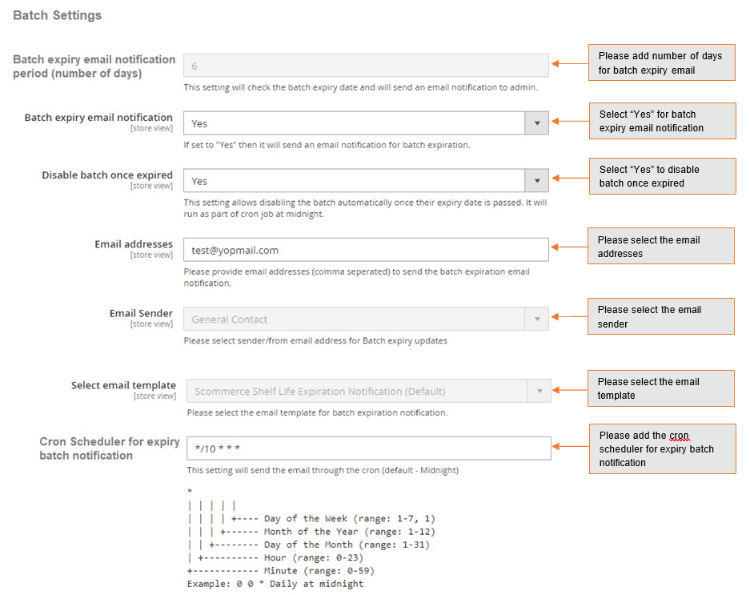 Batch Settings
Batch expiry email notification
period (number of days)
6
Please add number of days
for batch expiry email
This setting will check the batch expiry date and will send an email notification to admin.
Batch expiry email notification
[store view]
Yes
Select “Yes” for batch
expiry email notification
If set to "Yes" then it will send an email notification for batch expiration.
Disable batch once expired
[store view]
Yes
Select “Yes” to disable
batch once expired
This setting allows disabling the batch automatically once their expiry date is passed. It will
run as part of cron job at midnight.
Email addresses
[store view]
test@yopmail.com
Please select the email
addresses
Please provide email addresses (comma seperated) to send the batch expiration email
notification.
Email Sender
[store view]
General Contact
Please select the email
sender
Please select sender/from email address for Batch expiry updates
Select email template
[store view]
Scommerce Shelf Life Expiration Notification (Default)
Please select the email
template
Please select the email template for batch expiration notification.
Cron Scheduler for expiry
batch notification
*/10 * * *
Please add the cron
scheduler for expiry batch
notification
This setting will send the email through the cron (default - Midnight)
*
| | | | |
| | | | +---- Day of the Week (range: 1-7, 1)
| | | +------ Month of the Year (range: 1-12)
| | +-------- Day of the Month (range: 1-31)
| +---------- Hour (range: 0-23)
+------------ Minute (range: 0-59)
Example: 0 0 * Daily at midnight